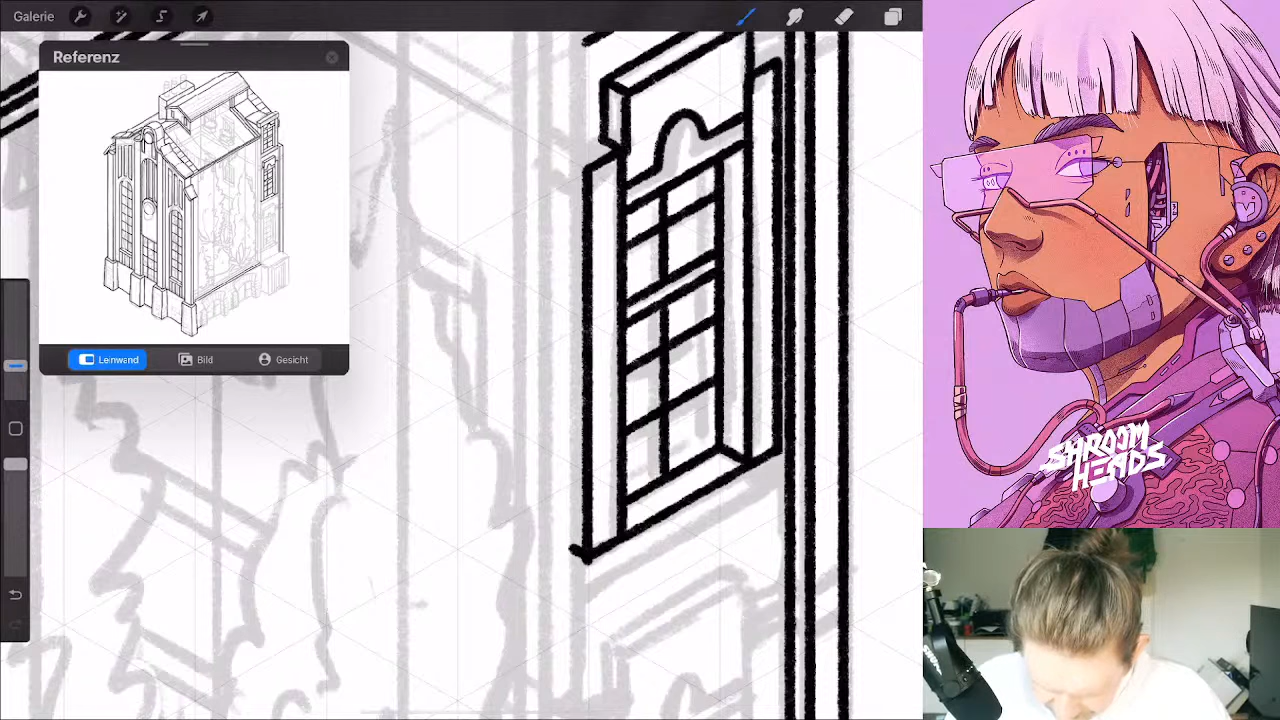 Galerie
Referenz
Leinwand
Bild
Gesicht
SHROOM
HEADS